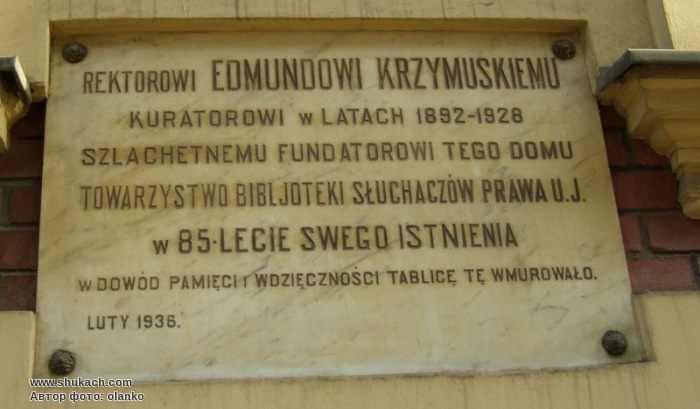 REKTOROWI EDMUNDOWI KRZYMUSKIEMU
KURATOROWI W LATACH 1892-1928
SZLACHETNEMU FUNDATOROWI TEGO DOMU
TOWARZYSTWO BIBLJOTEKI SŁUCHACZÓW PRAWA U.J.
W 85-LECIE SWEGO ISTNIENIA
W DOWÓD PAMIĘCI I WDZIĘCZNOŚCI TABLICĘ TĘ WMUROWAŁO.
LUTY 1936.
www.shukach.com
Автор фото: olanko